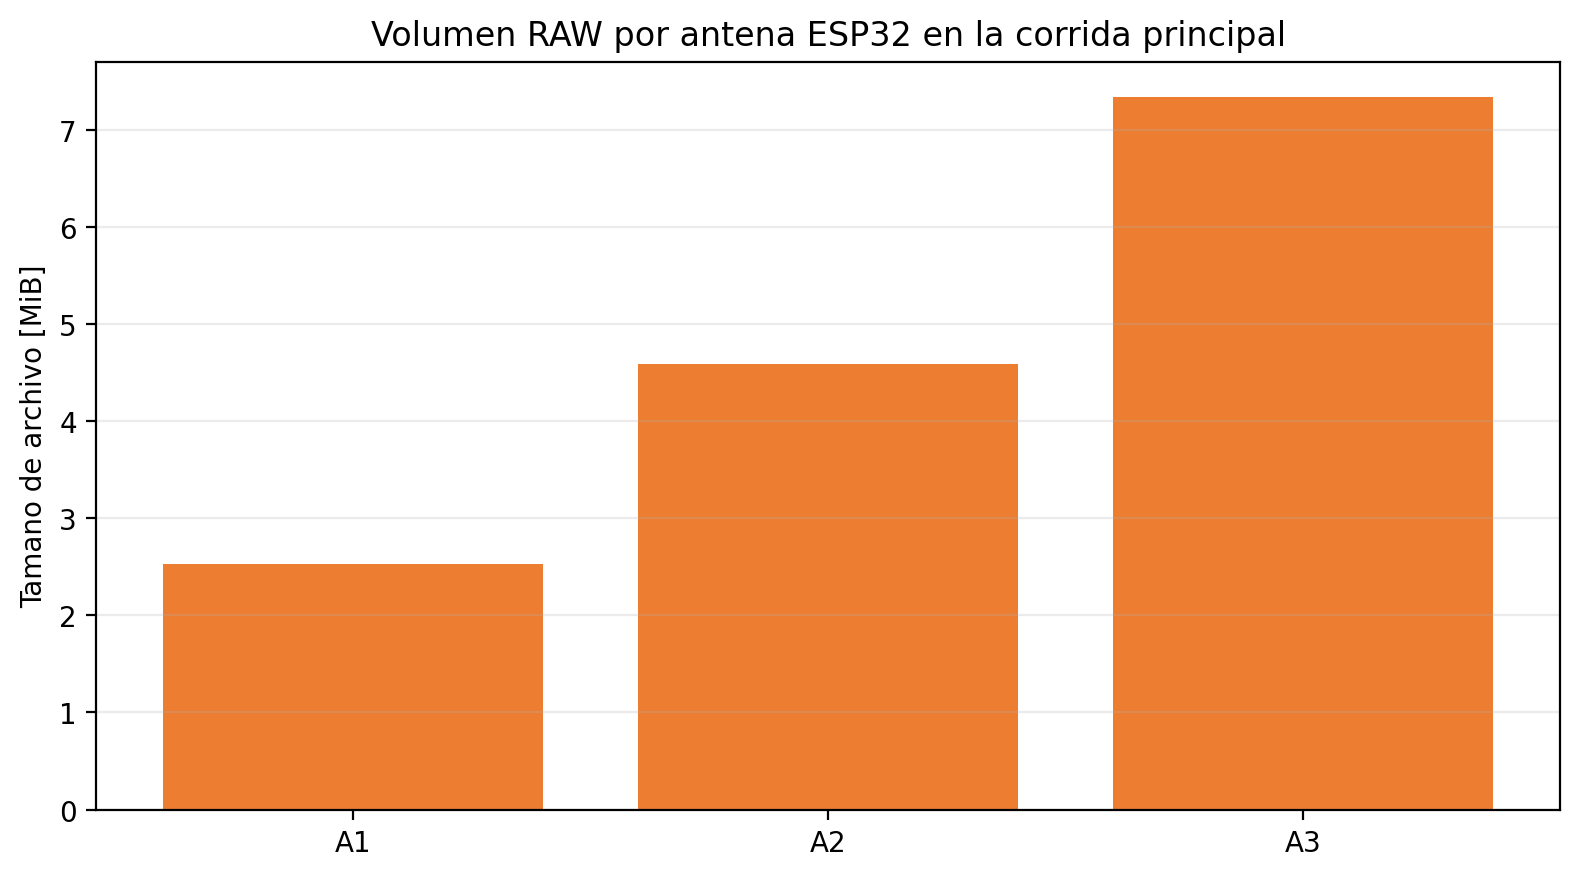 Volumen RAW por antena ESP32 en la corrida principal
Tamano de archivo [MiB]
7
6
5
4
3
2
1
0
A1
A2
A3